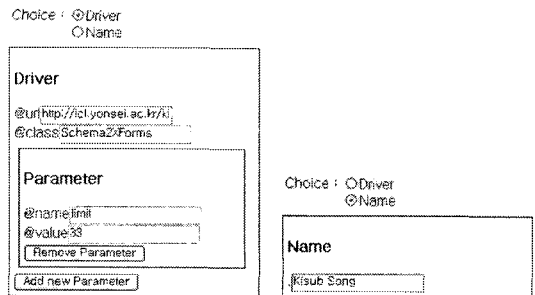 Choice : ⊙Driver
○Name
Driver
@url http://icl.yonsei.ac.kr/ki
@class Schema2XForms
Parameter
@name limit
@value 33
Remove Parameter
Add new Parameter
Choice : ○Driver
⊙Name
Name
Kisub Song